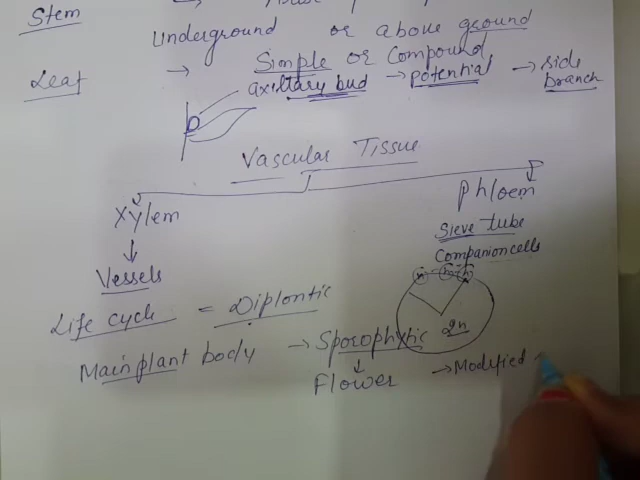 Stem →
Underground or above ground
Leaf → Simple or Compound
axillary bud → potential → side branch
Vascular Tissue
Xylem Phloem
Vessels Sieve tube
Companion cells
Life cycle = Diplontic
Main plant body → Sporophytic 2n
Flower → Modified